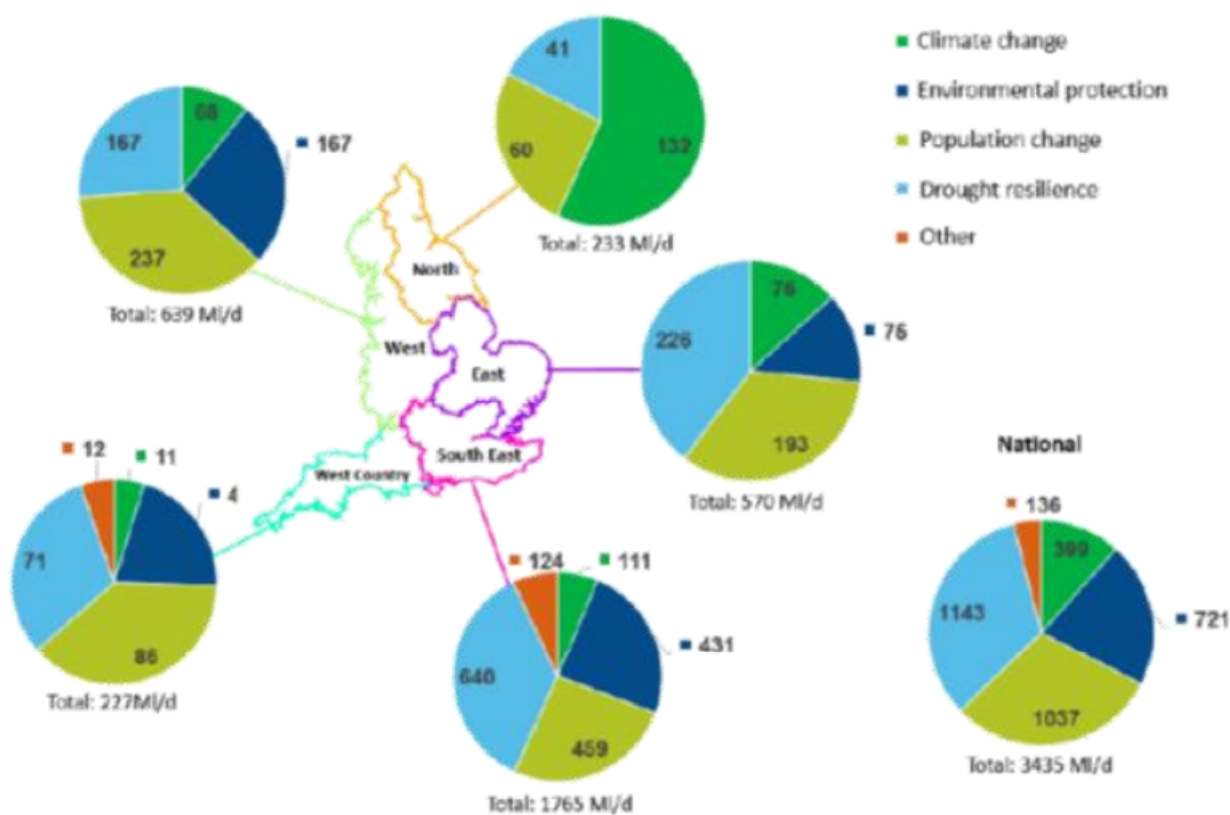 Climate change
Environmental protection
Population change
Drought resilience
Other
41
60
132
Total: 233 Ml/d
68
167
167
237
Total: 639 Ml/d
North
West
East
South East
West Country
76
226
75
193
Total: 570 Ml/d
12
11
4
71
86
Total: 227Ml/d
124
111
431
640
459
Total: 1765 Ml/d
National
136
399
1143
721
1037
Total: 3435 Ml/d